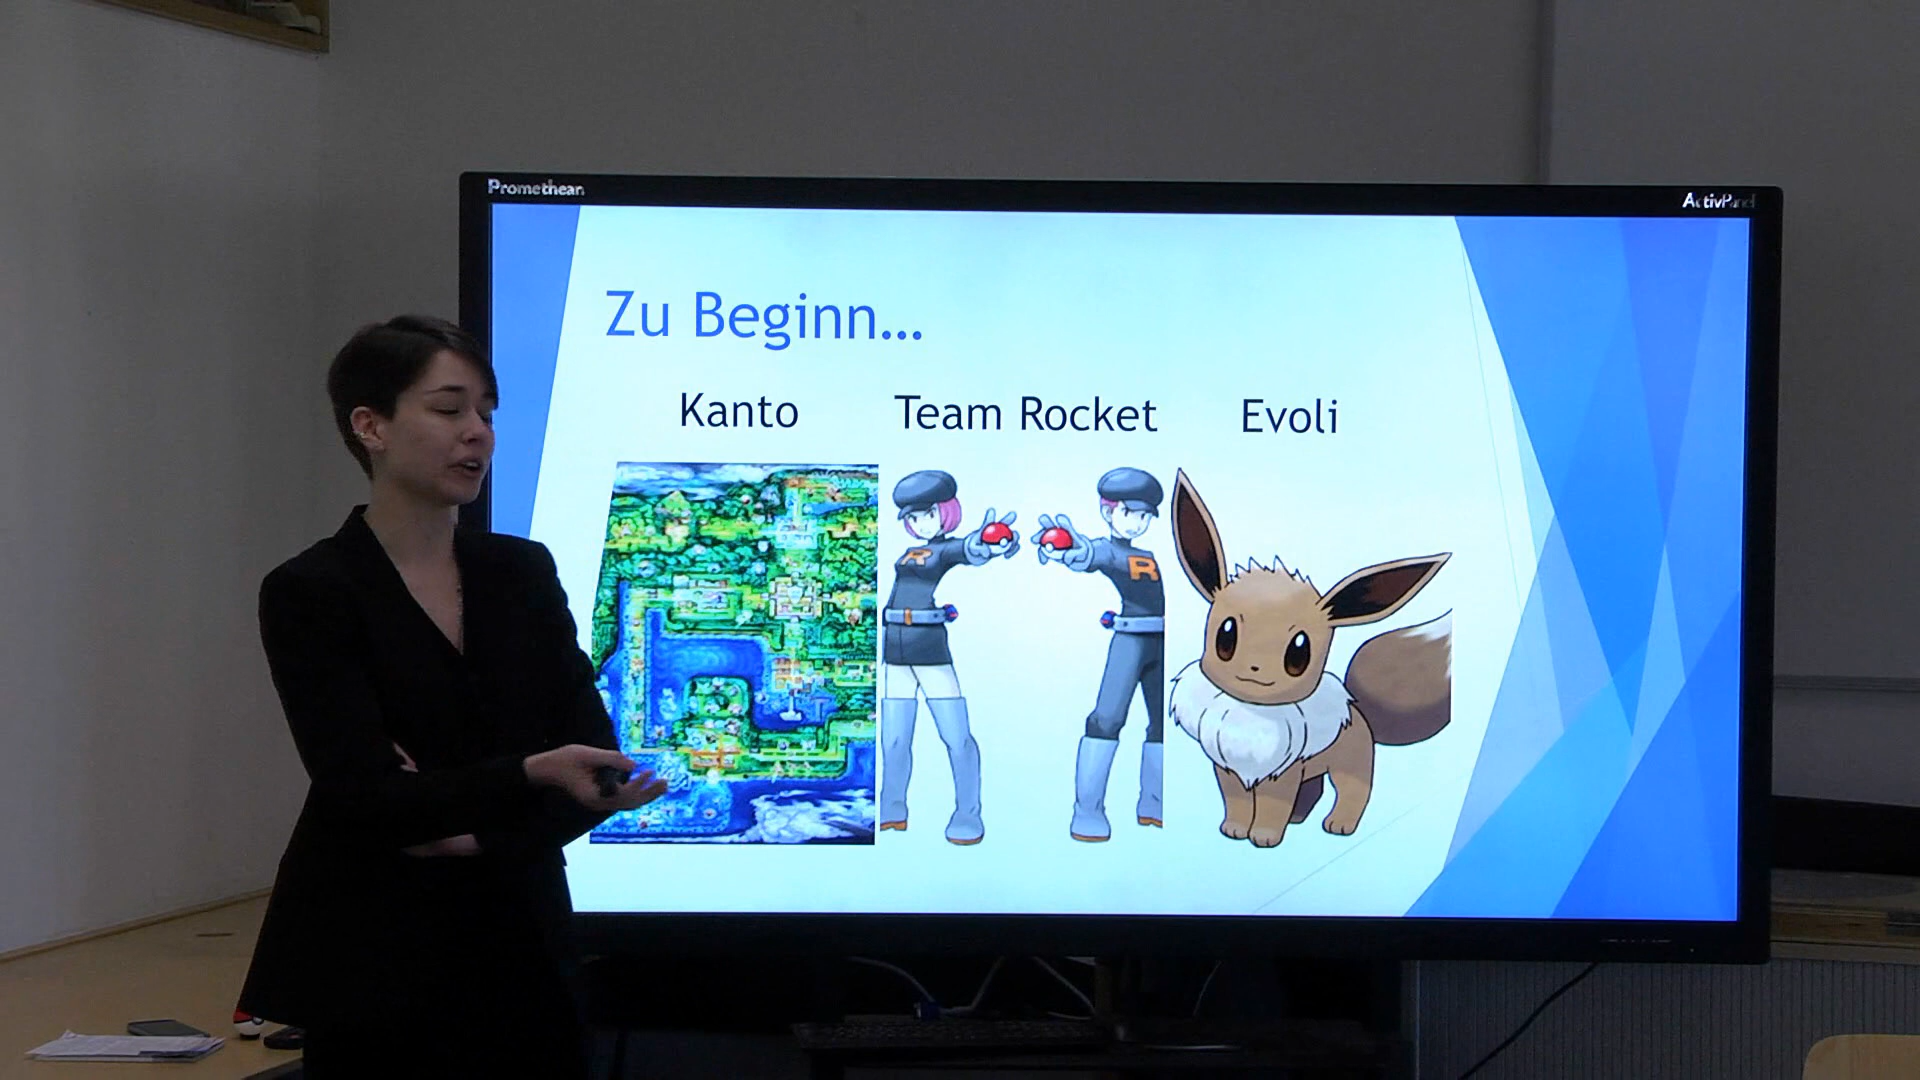 Promethean
ActivPanel
Zu Beginn...
Kanto Team Rocket Evoli
R
R